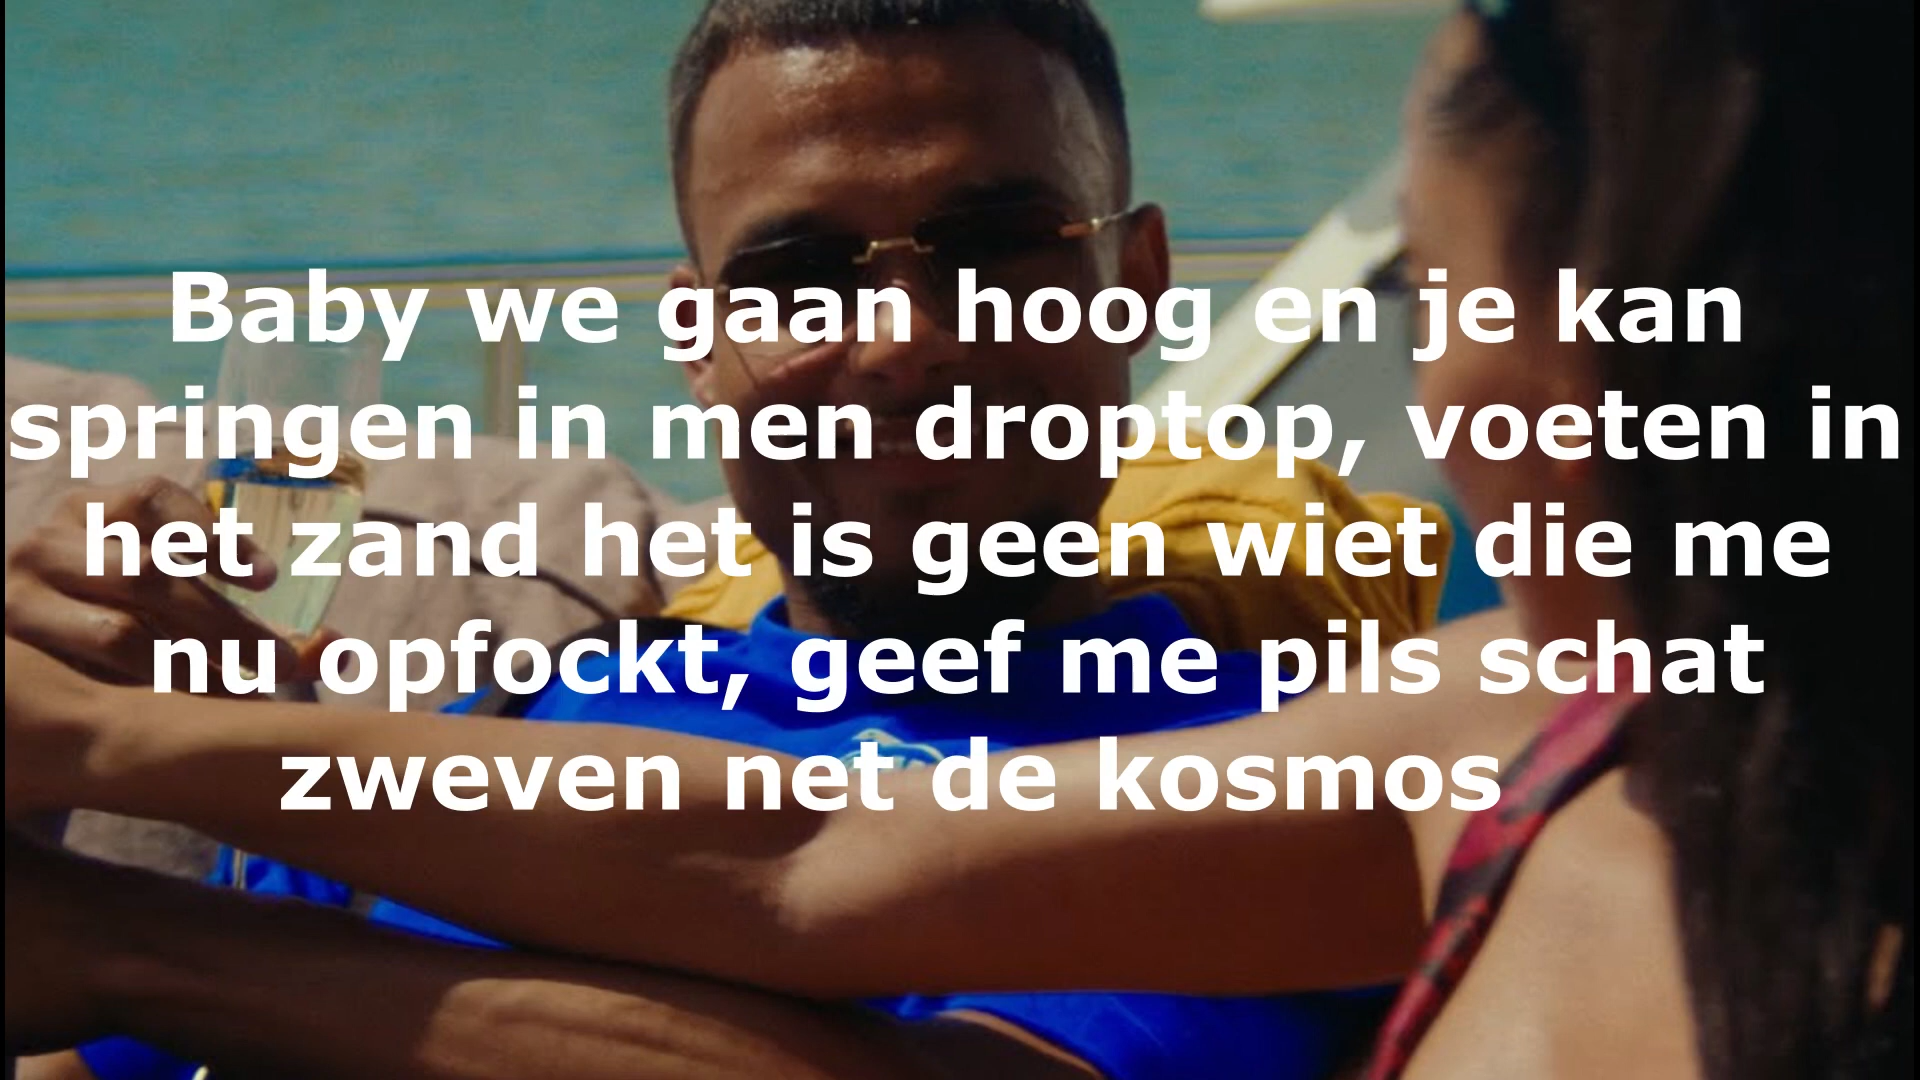 Baby we gaan hoog en je kan
springen in men droptop, voeten in
het zand het is geen wiet die me
nu opfockt, geef me pils schat
zweven net de kosmos